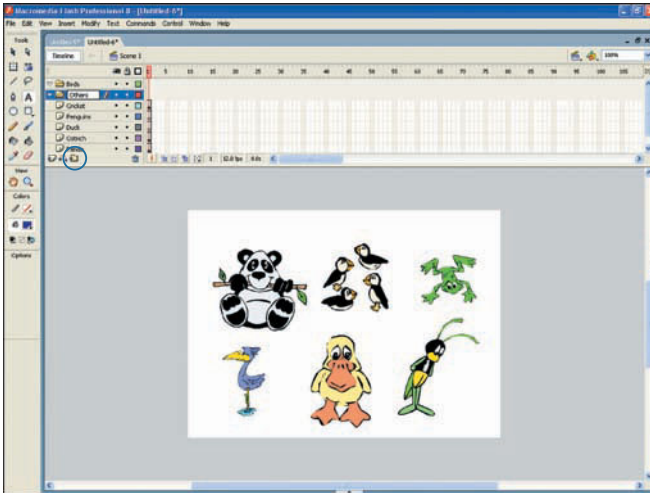 Macromedia Flash Professional 8 - [Untitled-6*]
File Edit View Insert Modify Text Commands Control Window Help
Tools
Untitled-6*
Timeline Scene 1
100%
5 10 15 20 25 30 35 40 45 50 55 60 65 70 75 80 85 90 95 100 105
Birds
Others
Cricket
Penguins
Duck
Ostrich
1 12.0 fps 0.0s
View
Colors
Options